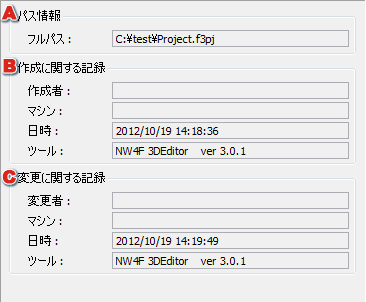 A パス情報
フルパス： C:¥test¥Project.f3pj
B 作成に関する記録
作成者：
マシン：
日時： 2012/10/19 14:18:36
ツール： NW4F 3DEditor ver 3.0.1
C 変更に関する記録
変更者：
マシン：
日時： 2012/10/19 14:19:49
ツール： NW4F 3DEditor ver 3.0.1